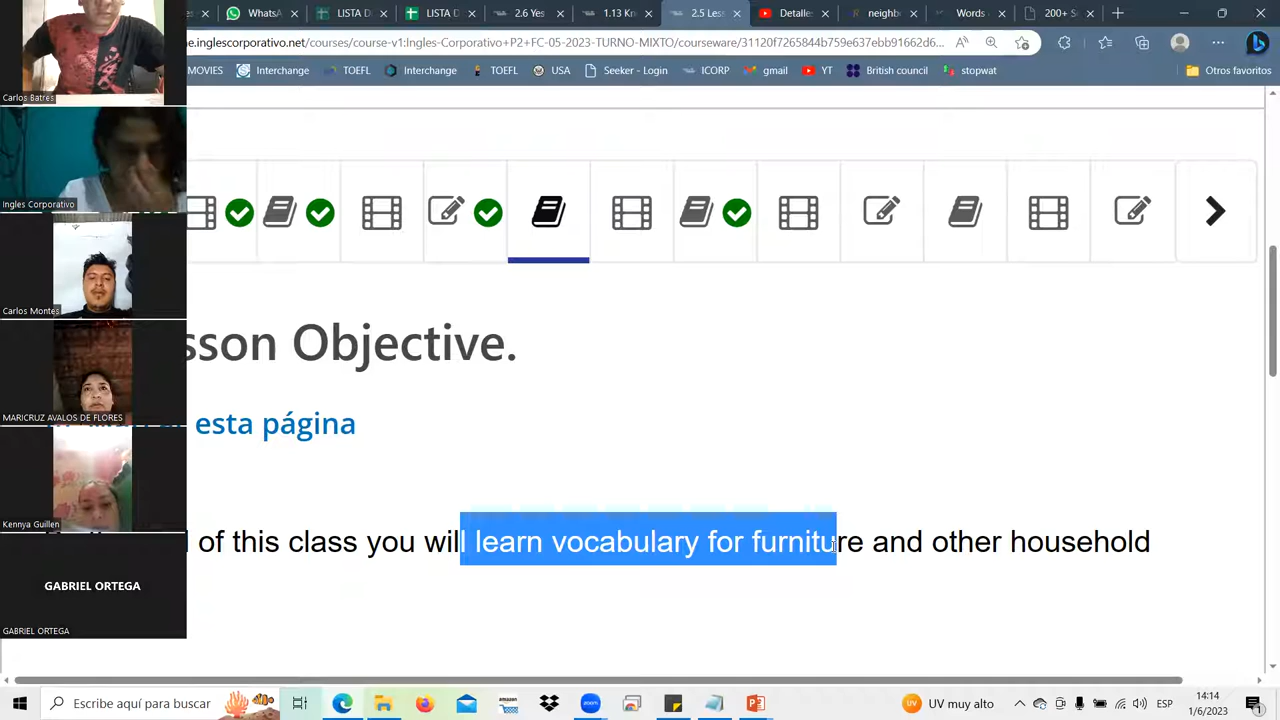 WhatsA
LISTA D
LISTA D
2.6 Yes
1.13 Kr
2.5 Less
Detailec
neighb
Words
200+ S
e.inglescorporativo.net/courses/course-v1:Ingles-Corporativo+P2+FC-05-2023-TURNO-MIXTO/courseware/31120f7265844b759e637ebb91662d6...
MOVIES
Interchange
TOEFL
Interchange
TOEFL
USA
Seeker - Login
ICORP
gmail
YT
British council
stopwat
Otros favoritos
Carlos Batres
Ingles Corporativo
Carlos Montes
MARICRUZ AVALOS DE FLORES
Kennya Guillen
GABRIEL ORTEGA
GABRIEL ORTEGA
sson Objective.
esta página
of this class you will learn vocabulary for furniture and other household
Escribe aquí para buscar
UV muy alto
ESP
14:14
1/6/2023